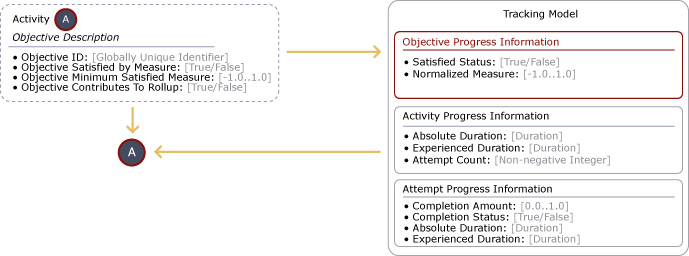 Activity A
Objective Description
• Objective ID: [Globally Unique Identifier]
• Objective Satisfied by Measure: [True/False]
• Objective Minimum Satisfied Measure: [-1.0..1.0]
• Objective Contributes To Rollup: [True/False]
A
Tracking Model
Objective Progress Information
• Satisfied Status: [True/False]
• Normalized Measure: [-1.0..1.0]
Activity Progress Information
• Absolute Duration: [Duration]
• Experienced Duration: [Duration]
• Attempt Count: [Non-negative Integer]
Attempt Progress Information
• Completion Amount: [0.0..1.0]
• Completion Status: [True/False]
• Absolute Duration: [Duration]
• Experienced Duration: [Duration]